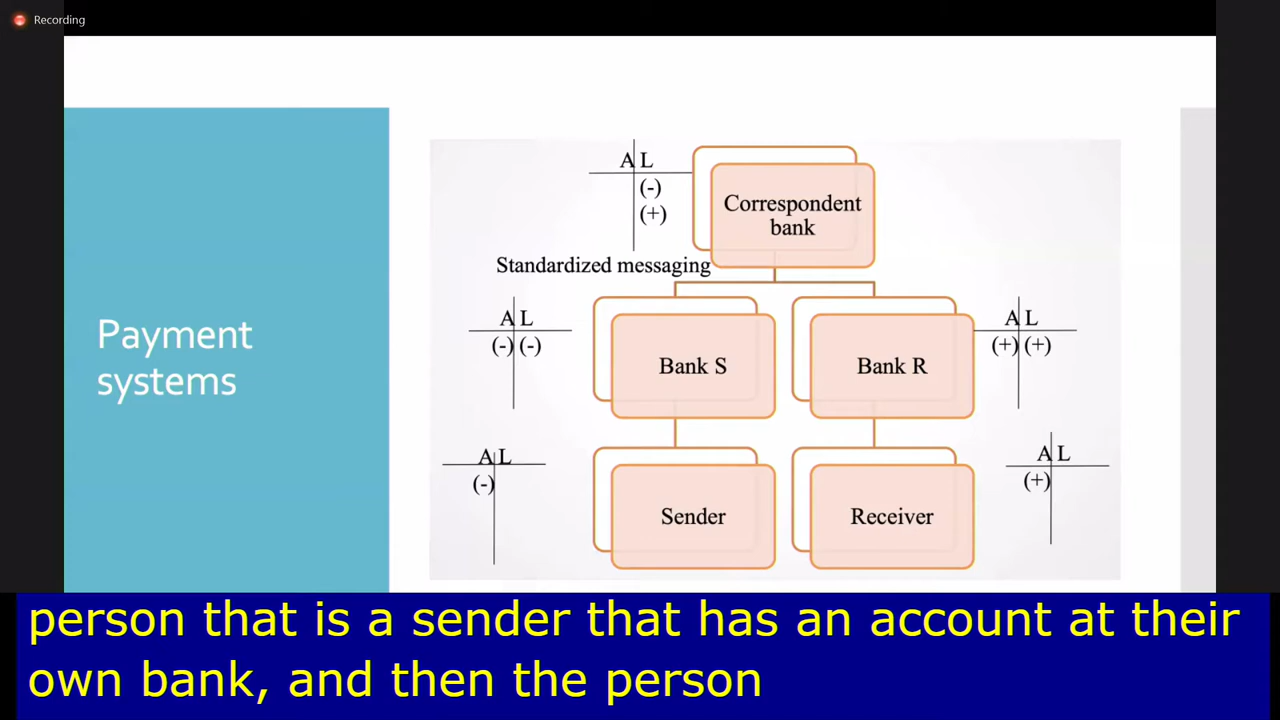 Recording
Payment
systems
A L
(-)
(+)
Correspondent
bank
Standardized messaging
A L
(-) (-)
Bank S
Bank R
A L
(+) (+)
A L
(-)
Sender
Receiver
A L
(+)
person that is a sender that has an account at their
own bank, and then the person